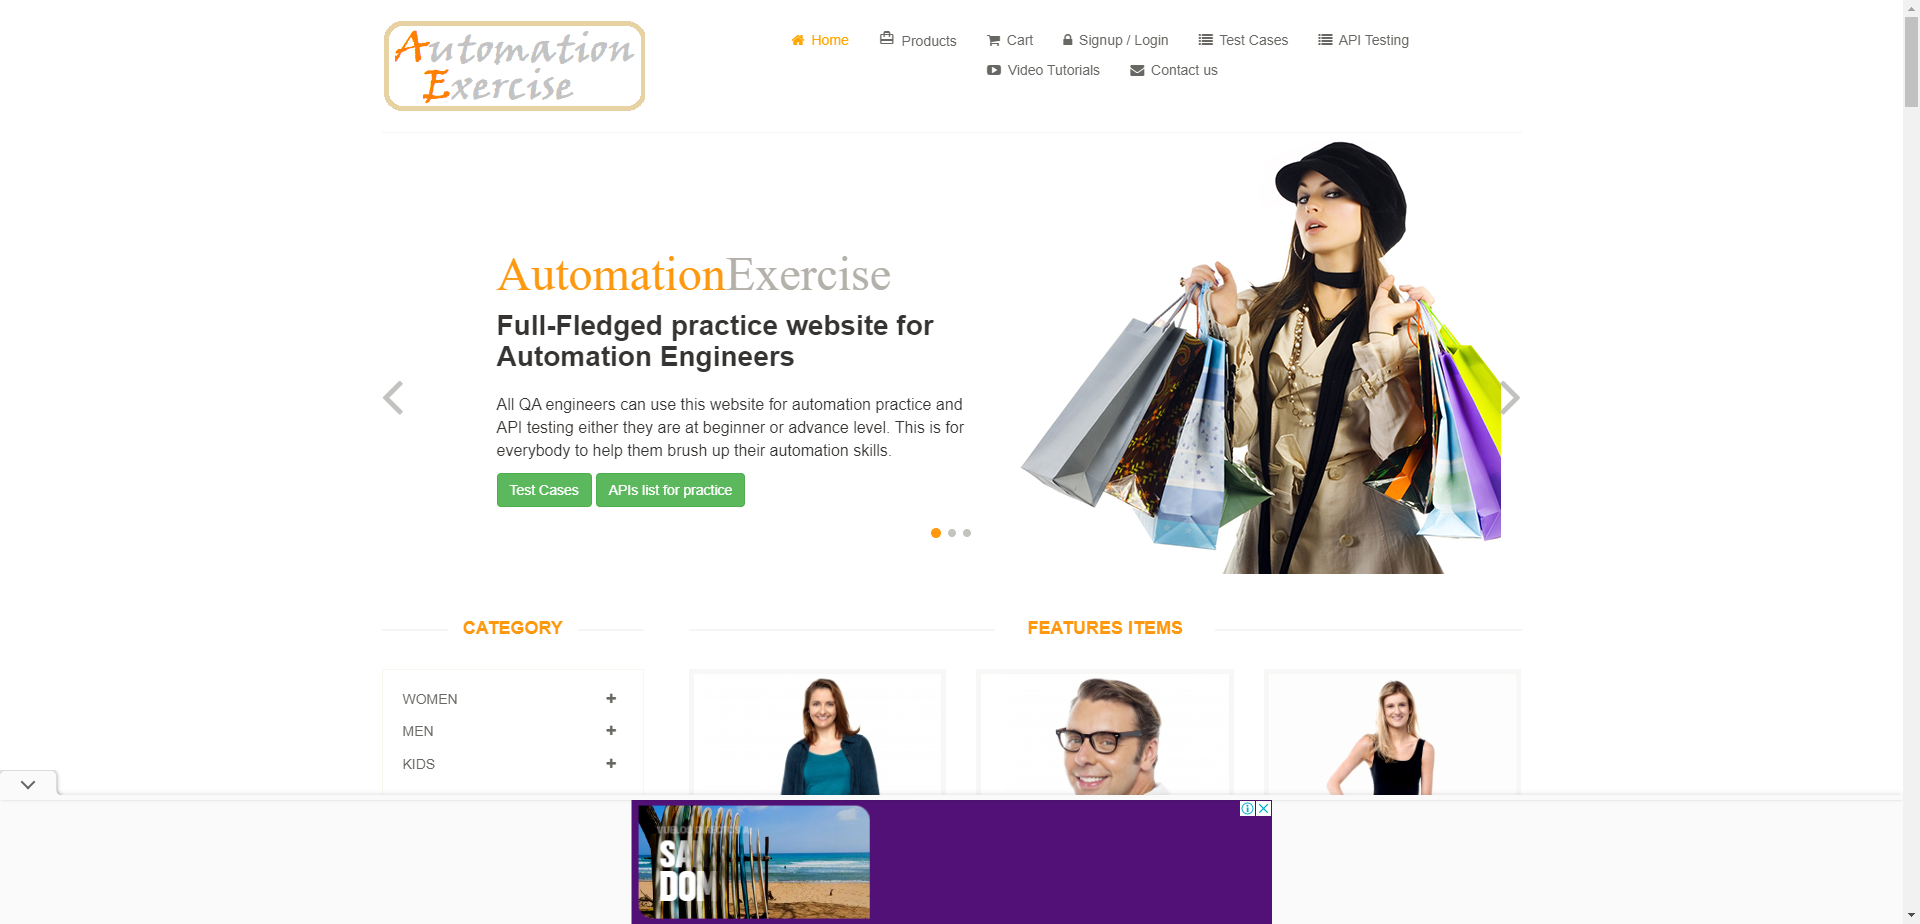 Automation
Exercise
Home
Products
Cart
Signup / Login
Test Cases
API Testing
Video Tutorials
Contact us
AutomationExercise
Full-Fledged practice website for
Automation Engineers
All QA engineers can use this website for automation practice and
API testing either they are at beginner or advance level. This is for
everybody to help them brush up their automation skills.
Test Cases
APIs list for practice
CATEGORY
FEATURES ITEMS
WOMEN
MEN
KIDS
VUELOS DIRECTOS A
SA
DOM